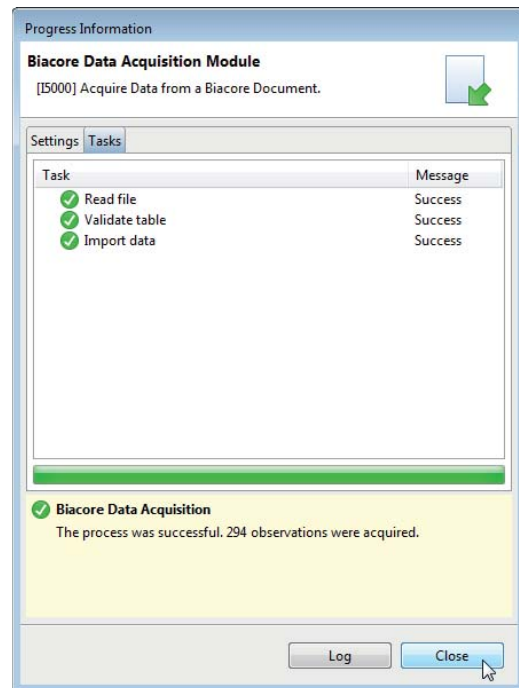 Progress Information
Biacore Data Acquisition Module
[I5000] Acquire Data from a Biacore Document.
Settings Tasks
Task Message
Read file Success
Validate table Success
Import data Success
Biacore Data Acquisition
The process was successful. 294 observations were acquired.
Log Close